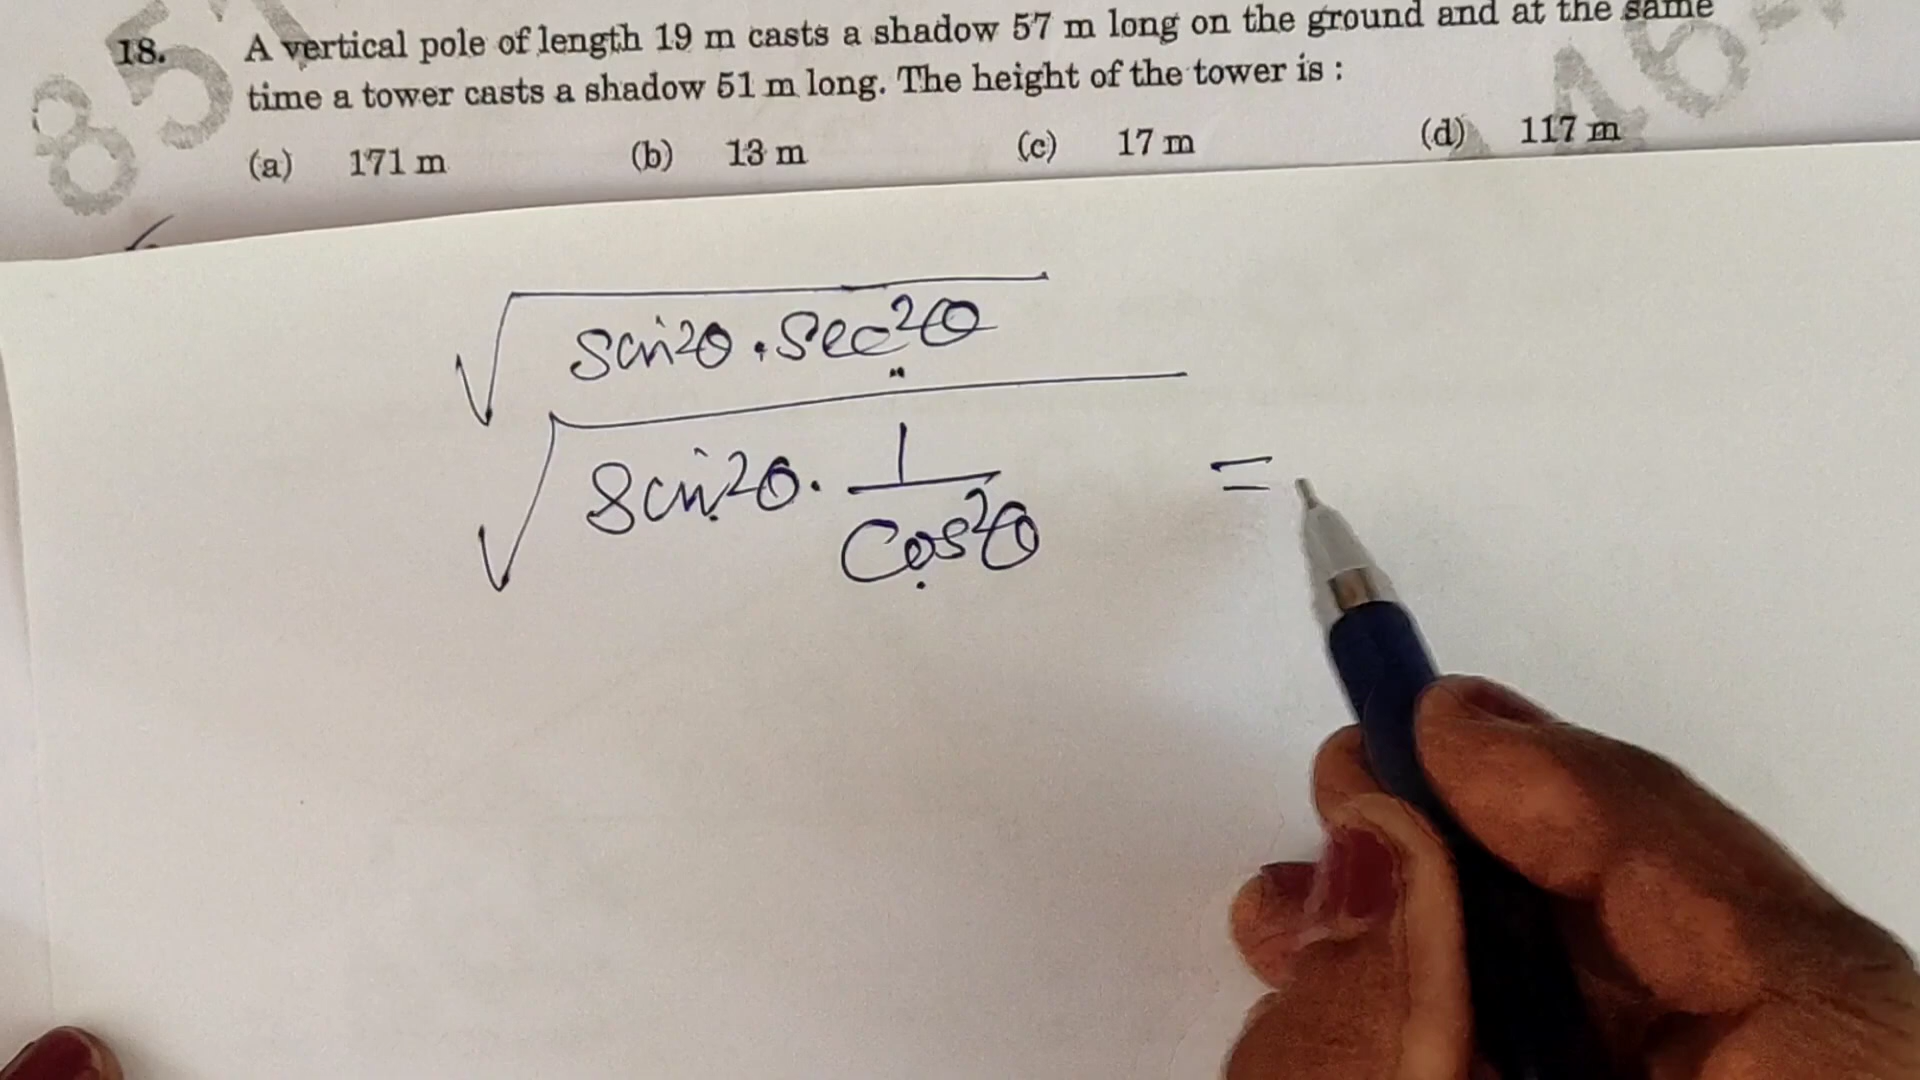 18. A vertical pole of length 19 m casts a shadow 57 m long on the ground and at the same
time a tower casts a shadow 51 m long. The height of the tower is :
(a) 171 m (b) 13 m (c) 17 m (d) 117 m
√(sin²θ · sec²θ)
√(sin²θ · 1/cos²θ) =